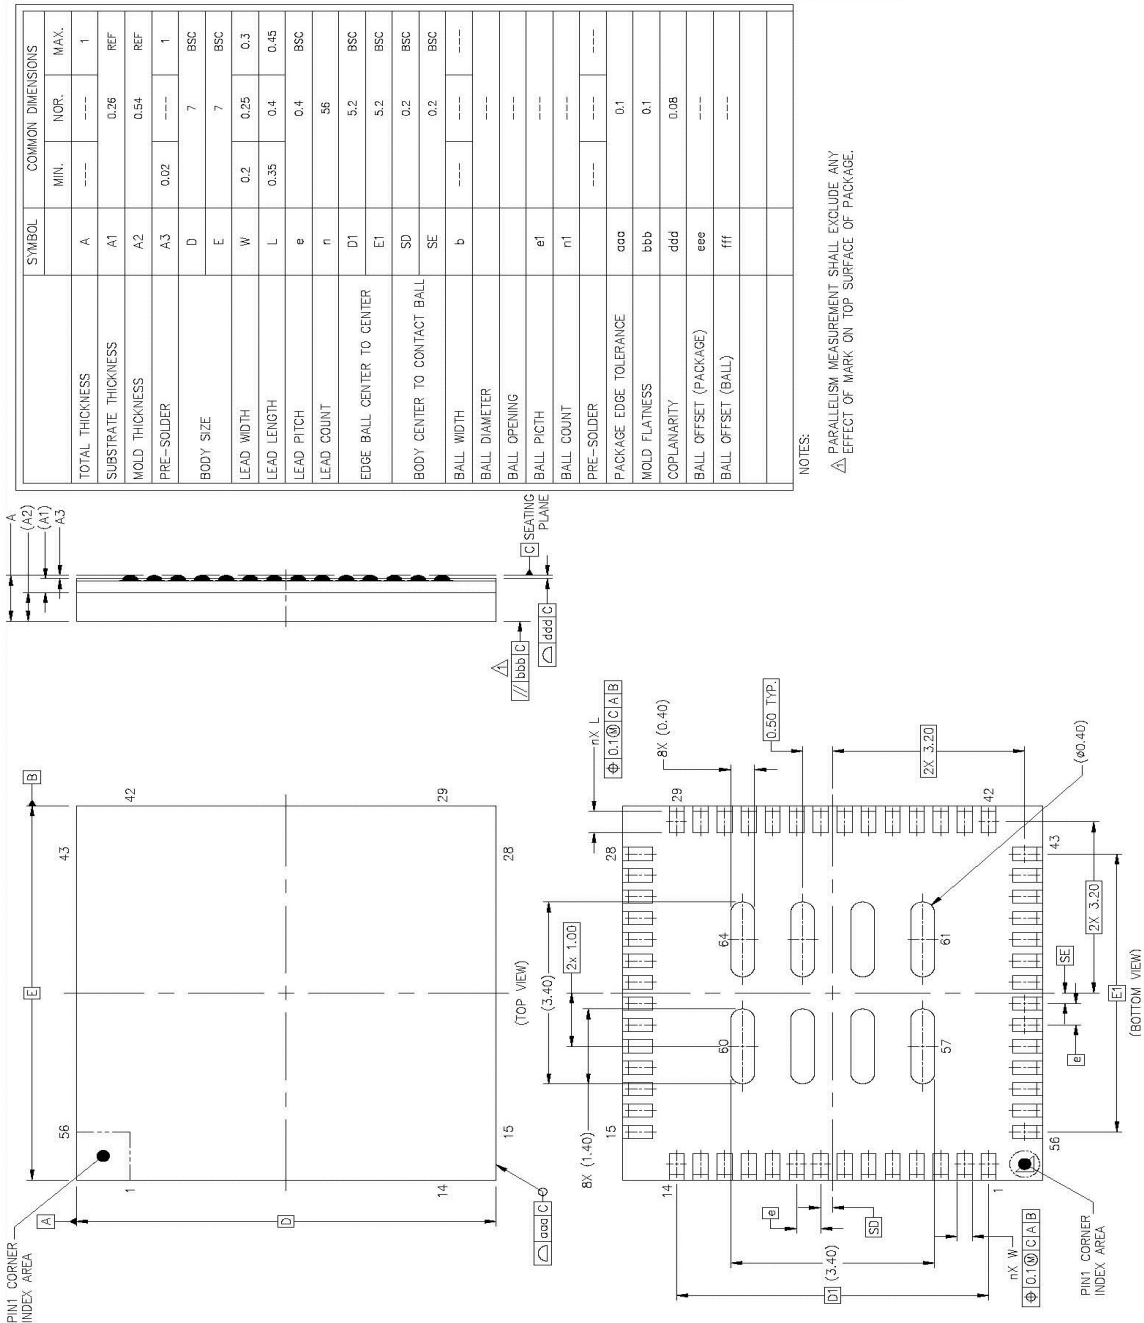 SYMBOL COMMON DIMENSIONS
MIN. NOR. MAX.
TOTAL THICKNESS A --- --- 1
SUBSTRATE THICKNESS A1 0.26 REF
MOLD THICKNESS A2 0.54 REF
PRE-SOLDER A3 0.02 --- 1
BODY SIZE D 7 BSC
E 7 BSC
LEAD WIDTH W 0.2 0.25 0.3
LEAD LENGTH L 0.35 0.4 0.45
LEAD PITCH e 0.4 BSC
LEAD COUNT n 56
EDGE BALL CENTER TO CENTER D1 5.2 BSC
E1 5.2 BSC
BODY CENTER TO CONTACT BALL SD 0.2 BSC
SE 0.2 BSC
BALL WIDTH b --- --- ---
BALL DIAMETER ---
BALL OPENING ---
BALL PICTH e1 ---
BALL COUNT n1 ---
PRE-SOLDER --- --- ---
PACKAGE EDGE TOLERANCE aaa 0.1
MOLD FLATNESS bbb 0.1
COPLANARITY ddd 0.08
BALL OFFSET (PACKAGE) eee ---
BALL OFFSET (BALL) fff ---
NOTES:
1 PARALLELISM MEASUREMENT SHALL EXCLUDE ANY
EFFECT OF MARK ON TOP SURFACE OF PACKAGE.
A
(A2)
(A1)
A3
C SEATING
PLANE
ddd C
1
// bbb C
PIN1 CORNER
INDEX AREA
A
B
E
D
56
43
1
42
14
29
15
28
aaa C
(TOP VIEW)
(3.40)
2x 1.00
8X (1.40)
nX L
⌖ 0.1 Ⓜ C A B
8X (0.40)
0.50 TYP.
2X 3.20
(ø0.40)
15
28
14
29
60
64
57
61
1
42
56
43
e
SD
(3.40)
D1
nX W
⌖ 0.1 Ⓜ C A B
PIN1 CORNER
INDEX AREA
e
SE
2X 3.20
E1
(BOTTOM VIEW)